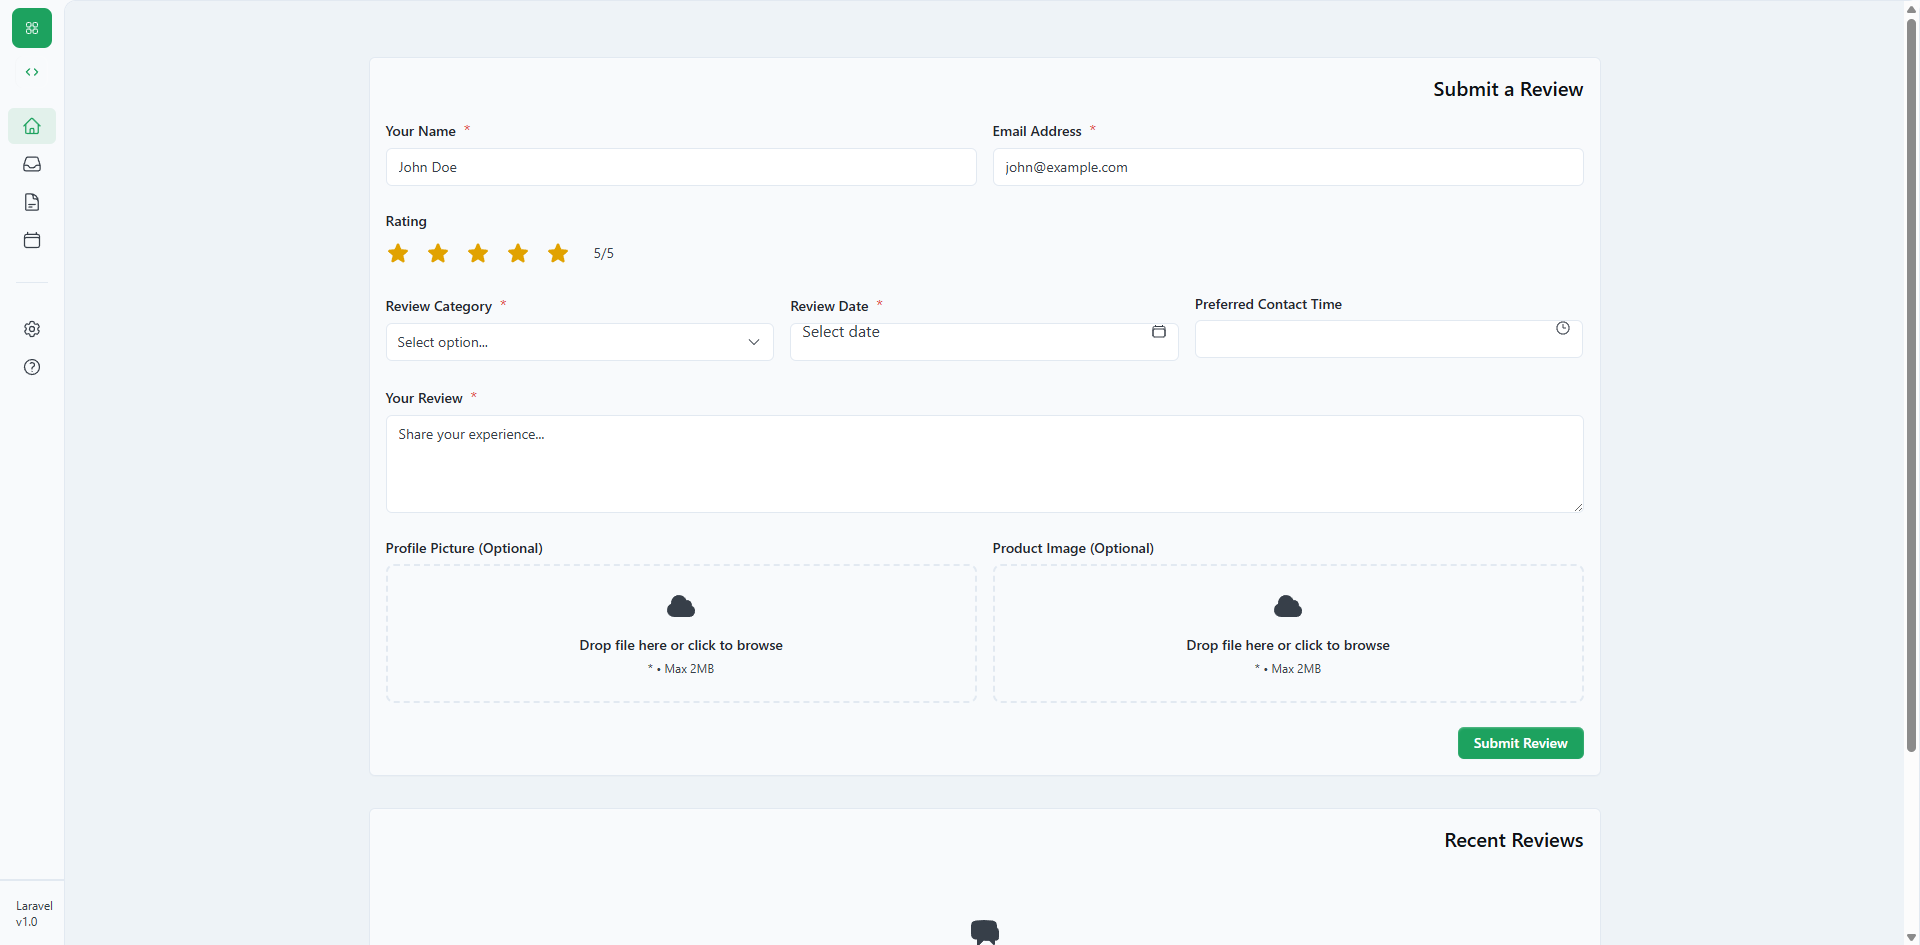 Submit a Review
Your Name *
Email Address *
John Doe
john@example.com
Rating
5/5
Review Category *
Review Date *
Preferred Contact Time
Select option...
Select date
Your Review *
Share your experience...
Profile Picture (Optional)
Product Image (Optional)
Drop file here or click to browse
* • Max 2MB
Drop file here or click to browse
* • Max 2MB
Submit Review
Recent Reviews
Laravel
v1.0